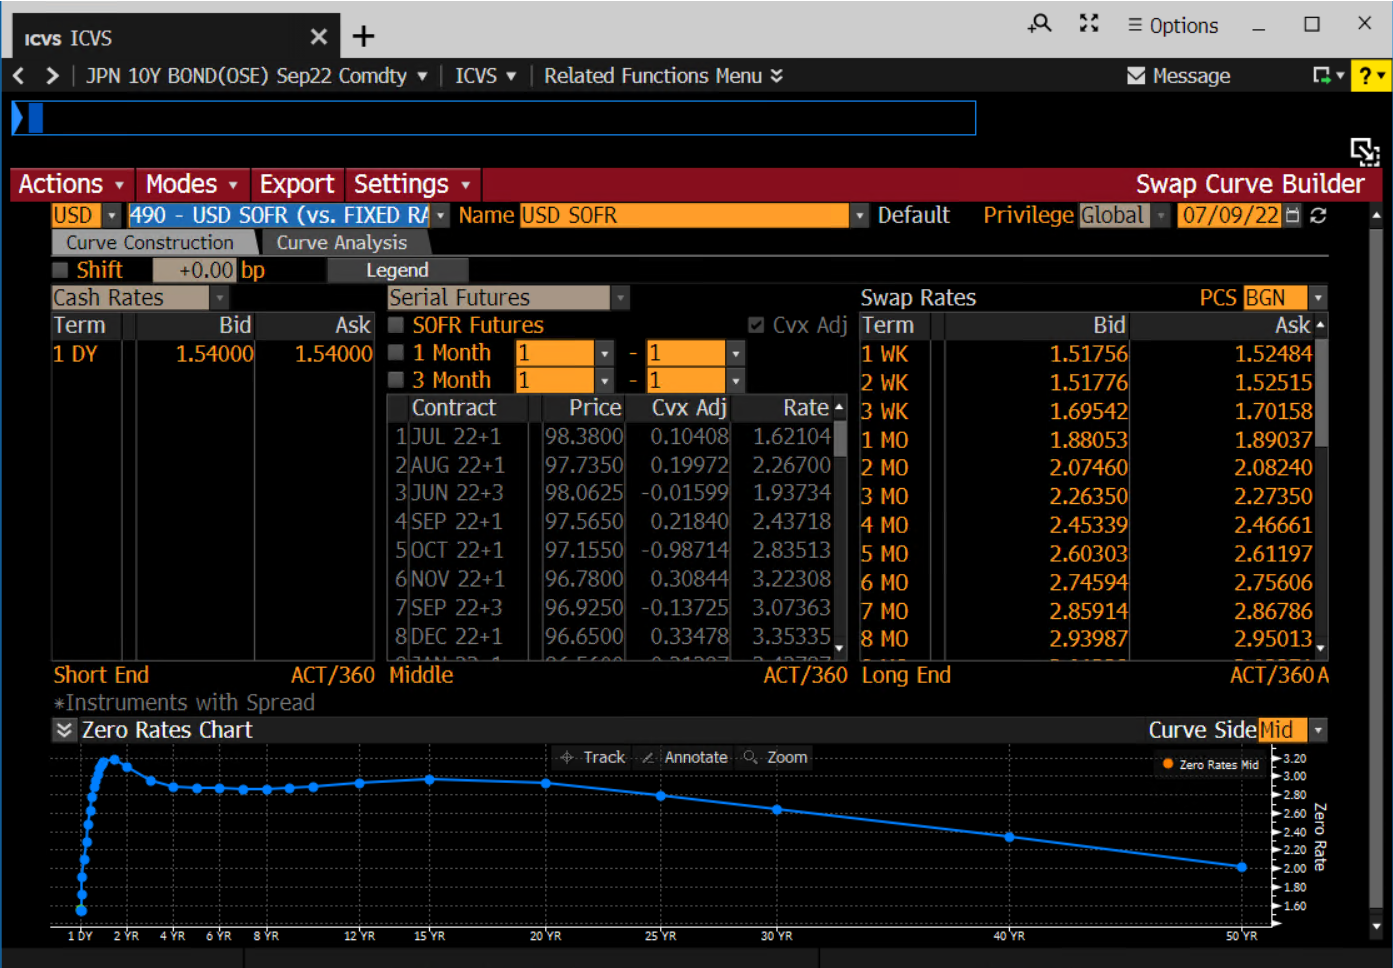 ICVS ICVS × +
Options
JPN 10Y BOND(OSE) Sep22 Comdty ICVS Related Functions Menu Message ?
Actions Modes Export Settings Swap Curve Builder
USD 490 - USD SOFR (vs. FIXED RA Name USD SOFR Default Privilege Global 07/09/22
Curve Construction Curve Analysis
Shift +0.00 bp Legend
Cash Rates Serial Futures Swap Rates PCS BGN
Term Bid Ask
1 DY 1.54000 1.54000
Short End ACT/360
SOFR Futures Cvx Adj
1 Month 1 - 1
3 Month 1 - 1
Contract Price Cvx Adj Rate
1 JUL 22+1 98.3800 0.10408 1.62104
2 AUG 22+1 97.7350 0.19972 2.26700
3 JUN 22+3 98.0625 -0.01599 1.93734
4 SEP 22+1 97.5650 0.21840 2.43718
5 OCT 22+1 97.1550 -0.98714 2.83513
6 NOV 22+1 96.7800 0.30844 3.22308
7 SEP 22+3 96.9250 -0.13725 3.07363
8 DEC 22+1 96.6500 0.33478 3.35335
Middle ACT/360
Term Bid Ask
1 WK 1.51756 1.52484
2 WK 1.51776 1.52515
3 WK 1.69542 1.70158
1 MO 1.88053 1.89037
2 MO 2.07460 2.08240
3 MO 2.26350 2.27350
4 MO 2.45339 2.46661
5 MO 2.60303 2.61197
6 MO 2.74594 2.75606
7 MO 2.85914 2.86786
8 MO 2.93987 2.95013
Long End ACT/360 A
*Instruments with Spread
Zero Rates Chart Curve Side Mid
Track Annotate Zoom
Zero Rates Mid
3.20
3.00
2.80
2.60
2.40
2.20
2.00
1.80
1.60
Zero Rate
1 DY 2 YR 4 YR 6 YR 8 YR 12 YR 15 YR 20 YR 25 YR 30 YR 40 YR 50 YR